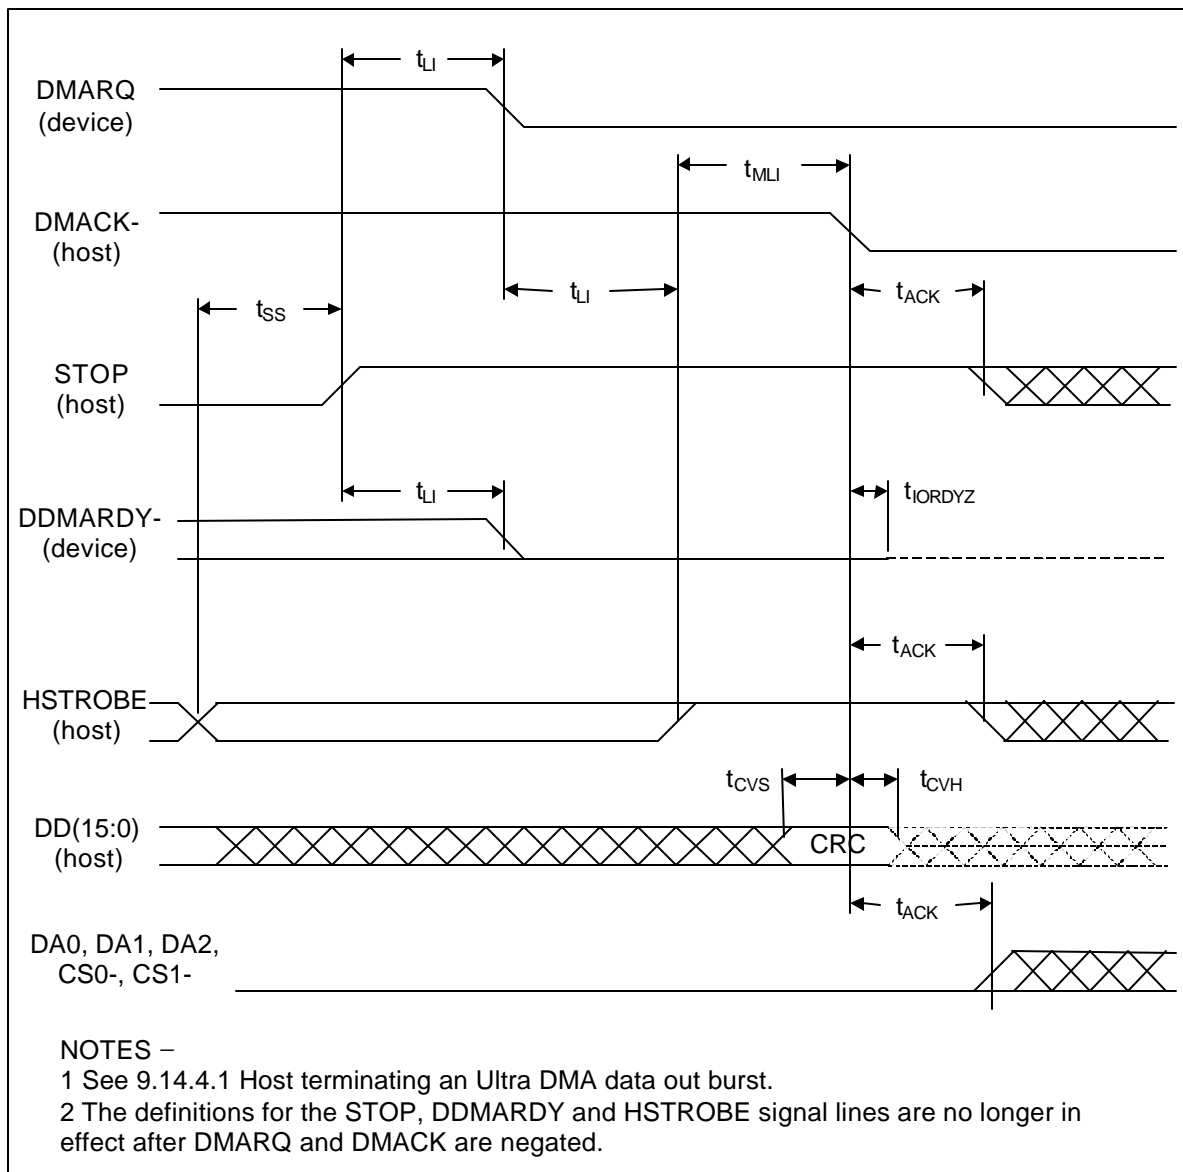 tLI
DMARQ
(device)
tMLI
DMACK-
(host)
tLI
tACK
tSS
STOP
(host)
tLI
tIORDYZ
DDMARDY-
(device)
tACK
HSTROBE
(host)
tCVS
tCVH
DD(15:0)
(host)
CRC
tACK
DA0, DA1, DA2,
CS0-, CS1-
NOTES –
1 See 9.14.4.1 Host terminating an Ultra DMA data out burst.
2 The definitions for the STOP, DDMARDY and HSTROBE signal lines are no longer in
effect after DMARQ and DMACK are negated.